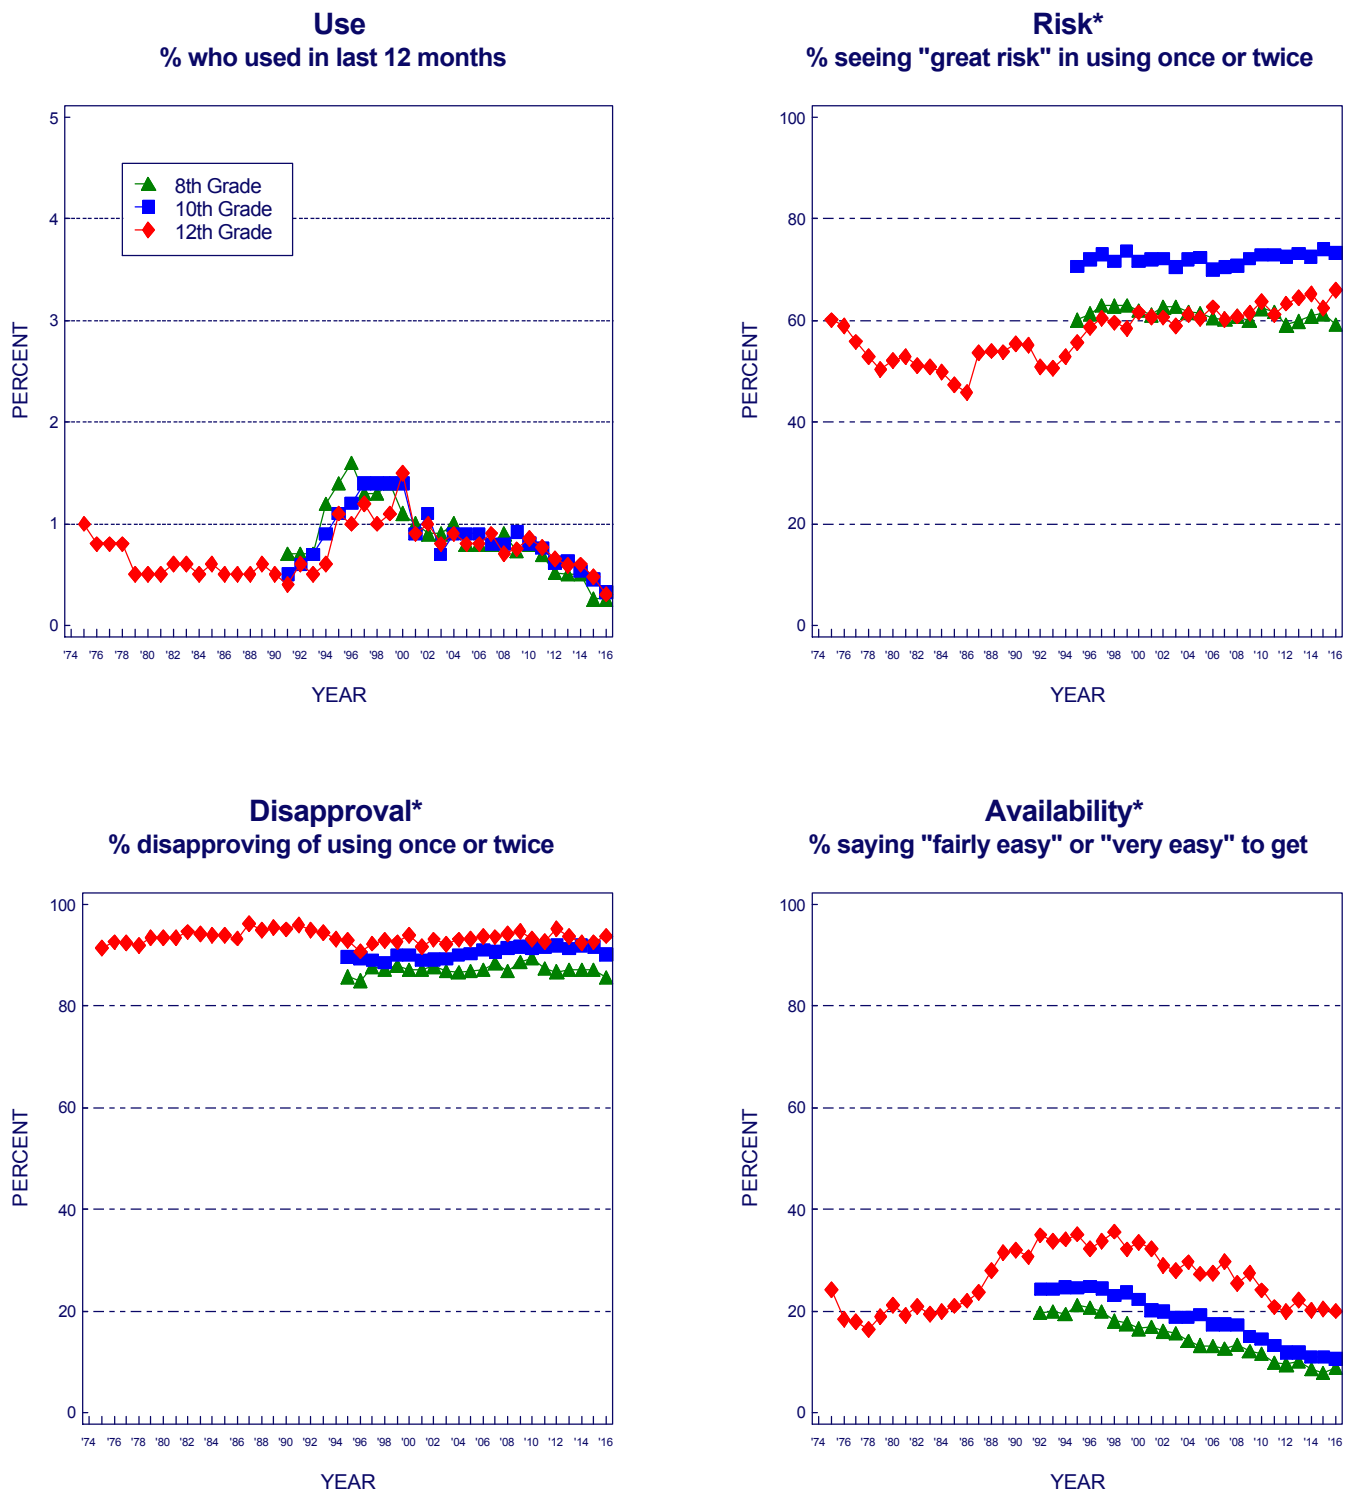 Use
% who used in last 12 months
5
4
3
2
1
0
PERCENT
8th Grade
10th Grade
12th Grade
'74 '76 '78 '80 '82 '84 '86 '88 '90 '92 '94 '96 '98 '00 '02 '04 '06 '08 '10 '12 '14 '16
YEAR
Risk*
% seeing "great risk" in using once or twice
100
80
60
40
20
0
PERCENT
'74 '76 '78 '80 '82 '84 '86 '88 '90 '92 '94 '96 '98 '00 '02 '04 '06 '08 '10 '12 '14 '16
YEAR
Disapproval*
% disapproving of using once or twice
100
80
60
40
20
0
PERCENT
'74 '76 '78 '80 '82 '84 '86 '88 '90 '92 '94 '96 '98 '00 '02 '04 '06 '08 '10 '12 '14 '16
YEAR
Availability*
% saying "fairly easy" or "very easy" to get
100
80
60
40
20
0
PERCENT
'74 '76 '78 '80 '82 '84 '86 '88 '90 '92 '94 '96 '98 '00 '02 '04 '06 '08 '10 '12 '14 '16
YEAR